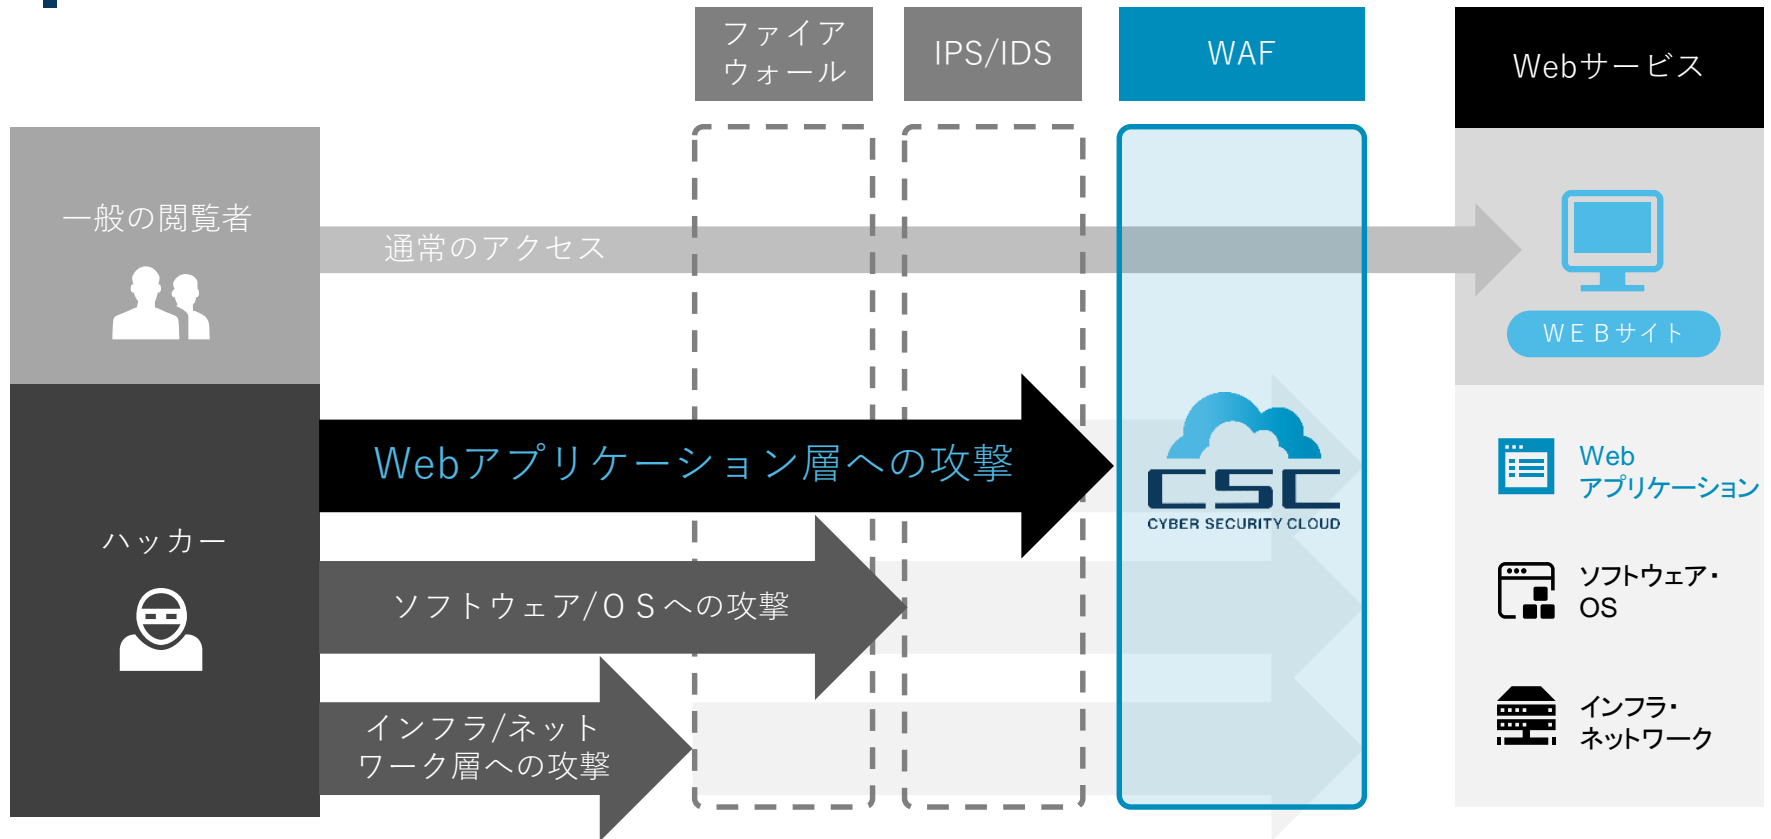 ファイア
ウォール
IPS/IDS
WAF
Webサービス
一般の閲覧者
通常のアクセス
ＷＥＢサイト
Webアプリケーション層への攻撃
CSC
CYBER SECURITY CLOUD
Web
アプリケーション
ハッカー
ソフトウェア/ＯＳへの攻撃
ソフトウェア・
OS
インフラ/ネット
ワーク層への攻撃
インフラ・
ネットワーク